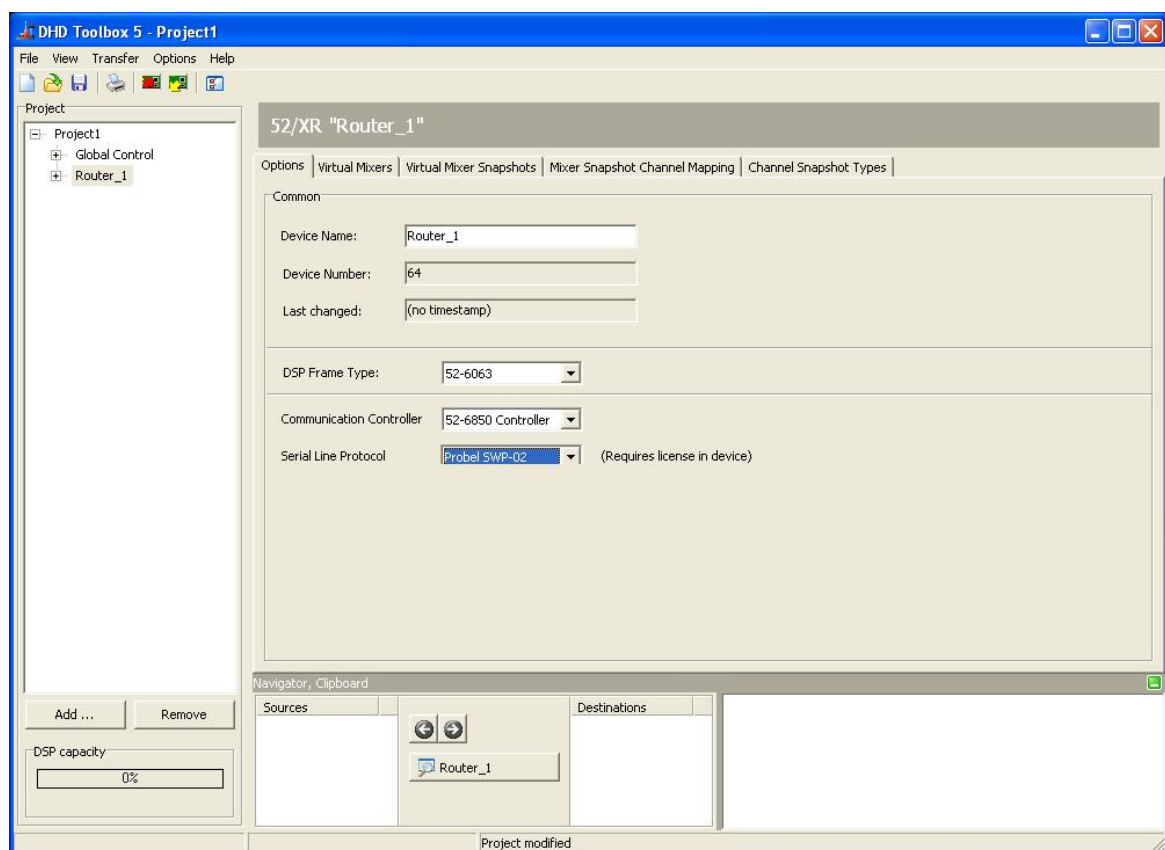 DHD Toolbox 5 - Project1
File View Transfer Options Help
Project
Project1
Global Control
Router_1
Add ...
Remove
DSP capacity
0%
52/XR "Router_1"
Options Virtual Mixers Virtual Mixer Snapshots Mixer Snapshot Channel Mapping Channel Snapshot Types
Common
Device Name: Router_1
Device Number: 64
Last changed: (no timestamp)
DSP Frame Type: 52-6063
Communication Controller 52-6850 Controller
Serial Line Protocol Probel SWP-02 (Requires license in device)
Navigator, Clipboard
Sources
Router_1
Destinations
Project modified